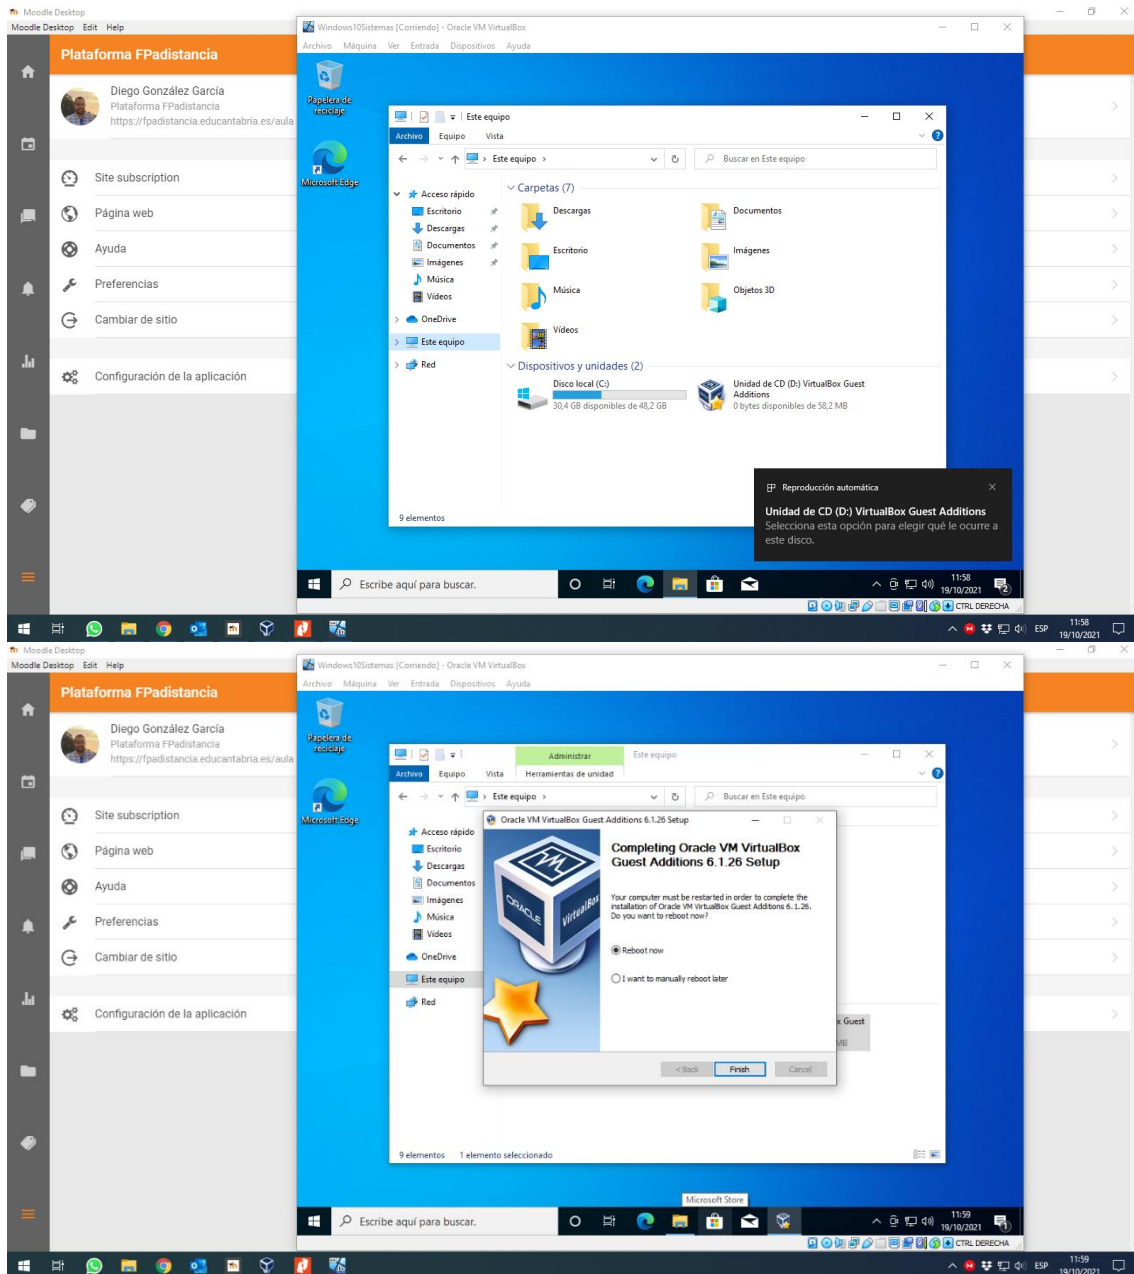 Moodle Desktop
Moodle Desktop Edit Help
Plataforma FPadistancia
Diego González García
Plataforma FPadistancia
https://fpadistancia.educantabria.es/aula
Site subscription
Página web
Ayuda
Preferencias
Cambiar de sitio
Configuración de la aplicación
Windows10Sistemas [Corriendo] - Oracle VM VirtualBox
Archivo Máquina Ver Entrada Dispositivos Ayuda
Papelera de
reciclaje
Microsoft Edge
Este equipo
Archivo Equipo Vista
Este equipo
Buscar en Este equipo
Acceso rápido
Escritorio
Descargas
Documentos
Imágenes
Música
Vídeos
OneDrive
Este equipo
Red
Carpetas (7)
Descargas
Documentos
Escritorio
Imágenes
Música
Objetos 3D
Vídeos
Dispositivos y unidades (2)
Disco local (C:)
30,4 GB disponibles de 48,2 GB
Unidad de CD (D:) VirtualBox Guest
Additions
0 bytes disponibles de 58,2 MB
9 elementos
Reproducción automática
Unidad de CD (D:) VirtualBox Guest Additions
Selecciona esta opción para elegir qué le ocurre a
este disco.
Escribe aquí para buscar.
11:58
19/10/2021
2
CTRL DERECHA
ESP
11:58
19/10/2021
Moodle Desktop
Moodle Desktop Edit Help
Plataforma FPadistancia
Diego González García
Plataforma FPadistancia
https://fpadistancia.educantabria.es/aula
Site subscription
Página web
Ayuda
Preferencias
Cambiar de sitio
Configuración de la aplicación
Windows10Sistemas [Corriendo] - Oracle VM VirtualBox
Archivo Máquina Ver Entrada Dispositivos Ayuda
Papelera de
reciclaje
Microsoft Edge
Administrar
Este equipo
Archivo Equipo Vista Herramientas de unidad
Este equipo
Buscar en Este equipo
Acceso rápido
Escritorio
Descargas
Documentos
Imágenes
Música
Vídeos
OneDrive
Este equipo
Red
Oracle VM VirtualBox Guest Additions 6.1.26 Setup
ORACLE
VirtualBox
Completing Oracle VM VirtualBox
Guest Additions 6.1.26 Setup
Your computer must be restarted in order to complete the
installation of Oracle VM VirtualBox Guest Additions 6.1.26.
Do you want to reboot now?
Reboot now
I want to manually reboot later
x Guest
MB
< Back Finish Cancel
9 elementos 1 elemento seleccionado
Microsoft Store
Escribe aquí para buscar.
11:59
19/10/2021
1
CTRL DERECHA
ESP
11:59
19/10/2021